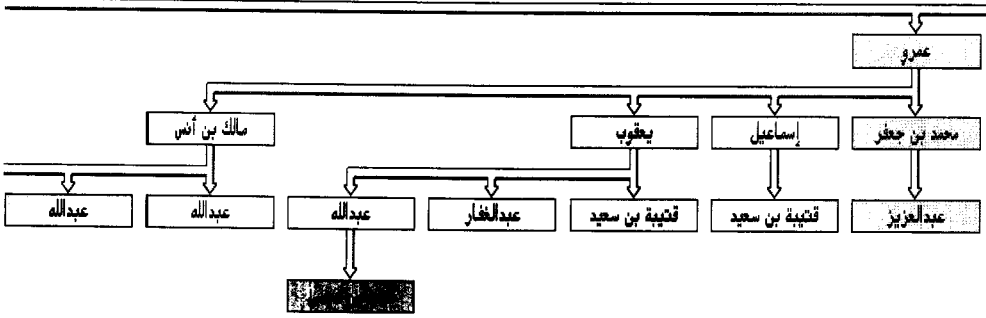 عمرو
محمد بن جعفر
إسماعيل
يعقوب
مالك بن أنس
عبدالعزيز
قتيبة بن سعيد
قتيبة بن سعيد
عبدالغفار
عبدالله
عبدالله
عبدالله